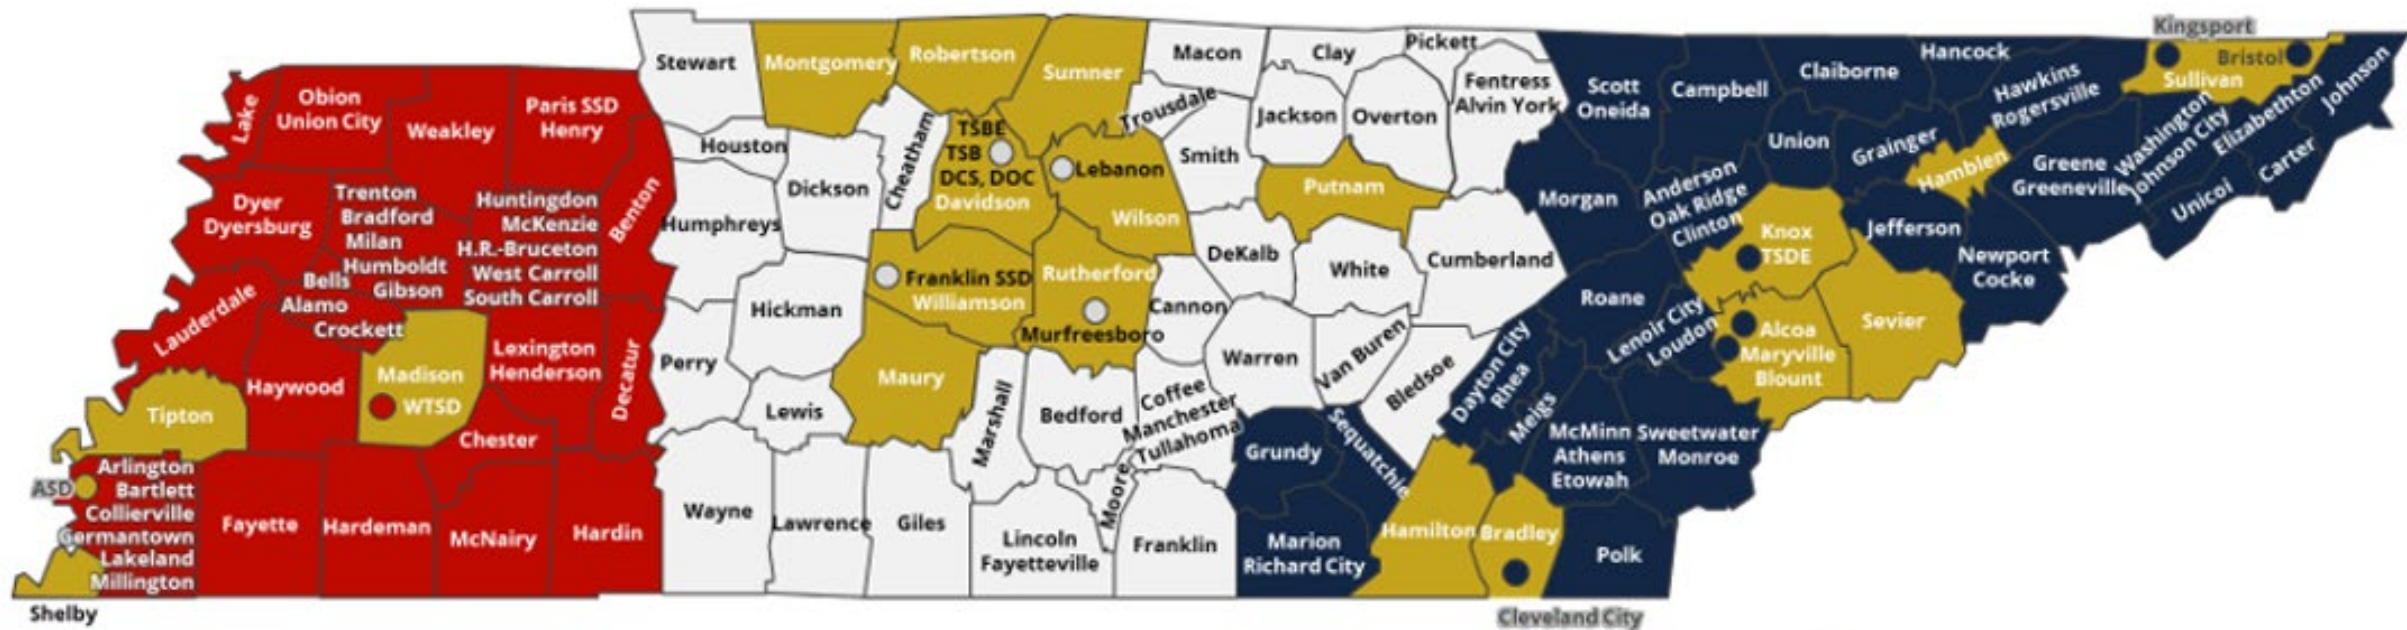 Lake
Obion
Union City
Weakley
Paris SSD
Henry
Dyer
Dyersburg
Trenton
Bradford
Milan
Humboldt
Gibson
Bells
Alamo
Crockett
Huntingdon
McKenzie
H.R.-Bruceton
West Carroll
South Carroll
Benton
Lauderdale
Haywood
Madison
WTSD
Lexington
Henderson
Decatur
Tipton
Chester
ASD
Arlington
Bartlett
Collierville
Germantown
Lakeland
Millington
Shelby
Fayette
Hardeman
McNairy
Hardin
Stewart
Montgomery
Robertson
Sumner
Macon
Trousdale
Clay
Pickett
Fentress
Alvin York
Jackson
Overton
Houston
Dickson
Cheatham
TSBE
TSB
DCS, DOC
Davidson
Lebanon
Wilson
Smith
Putnam
Humphreys
Hickman
Franklin SSD
Williamson
Rutherford
Murfreesboro
Cannon
DeKalb
White
Cumberland
Perry
Lewis
Maury
Marshall
Bedford
Coffee
Manchester
Tullahoma
Warren
Van Buren
Bledsoe
Wayne
Lawrence
Giles
Lincoln
Fayetteville
Moore
Franklin
Grundy
Sequatchie
Marion
Richard City
Hamilton
Bradley
Cleveland City
Polk
Scott
Oneida
Campbell
Claiborne
Hancock
Hawkins
Rogersville
Kingsport
Bristol
Sullivan
Johnson
Washington
Johnson City
Elizabethton
Carter
Unicoi
Greene
Greeneville
Hamblen
Grainger
Union
Morgan
Anderson
Oak Ridge
Clinton
Knox
TSDE
Jefferson
Newport
Cocke
Sevier
Roane
Lenoir City
Loudon
Alcoa
Maryville
Blount
Dayton City
Rhea
Meigs
McMinn
Athens
Etowah
Sweetwater
Monroe